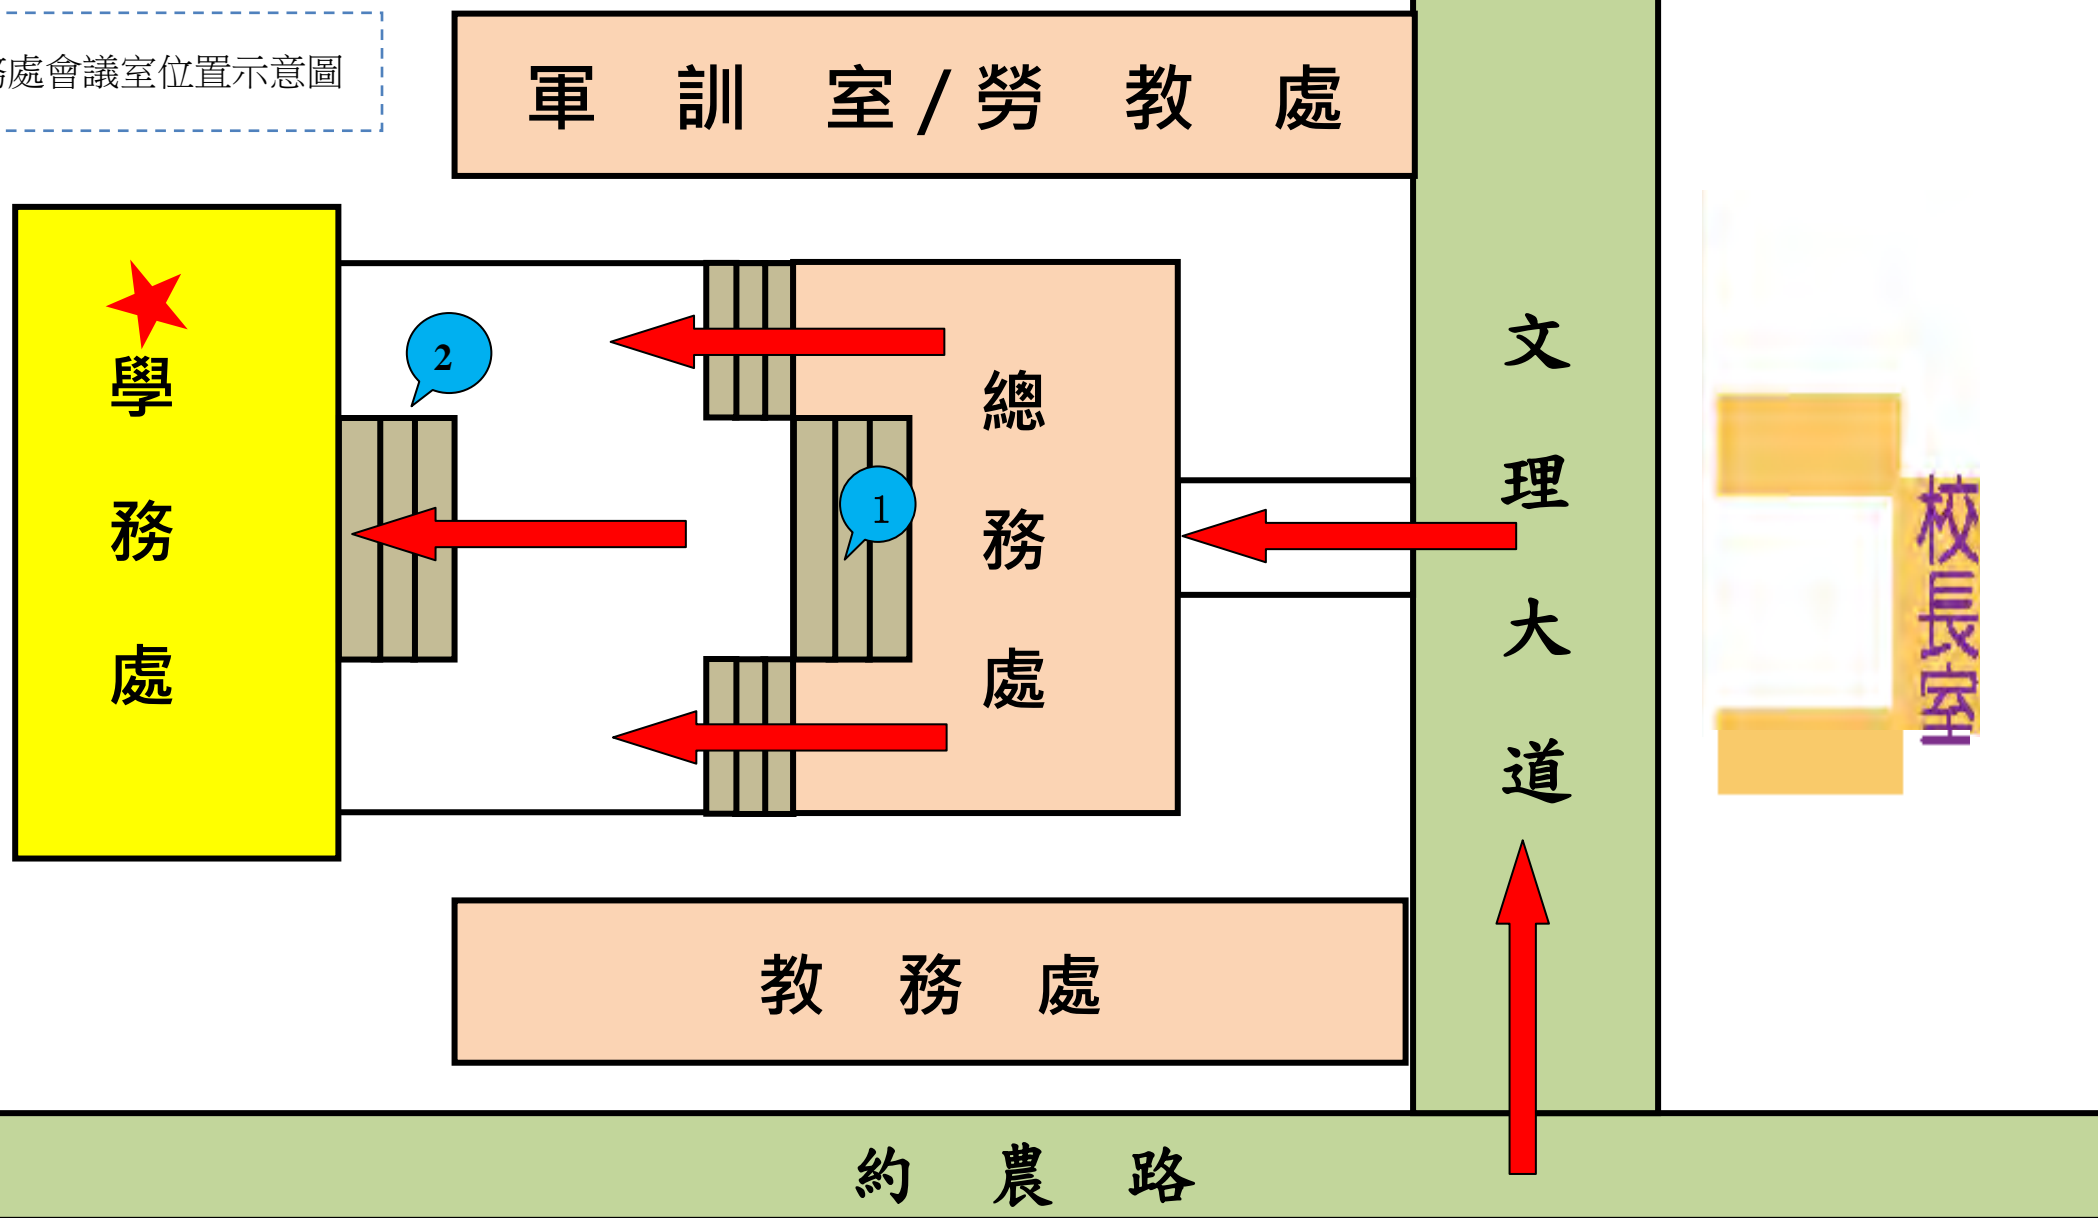 務處會議室位置示意圖
軍訓室/勞教處
學務處
2
1
總務處
文理大道
校長室
教務處
約農路